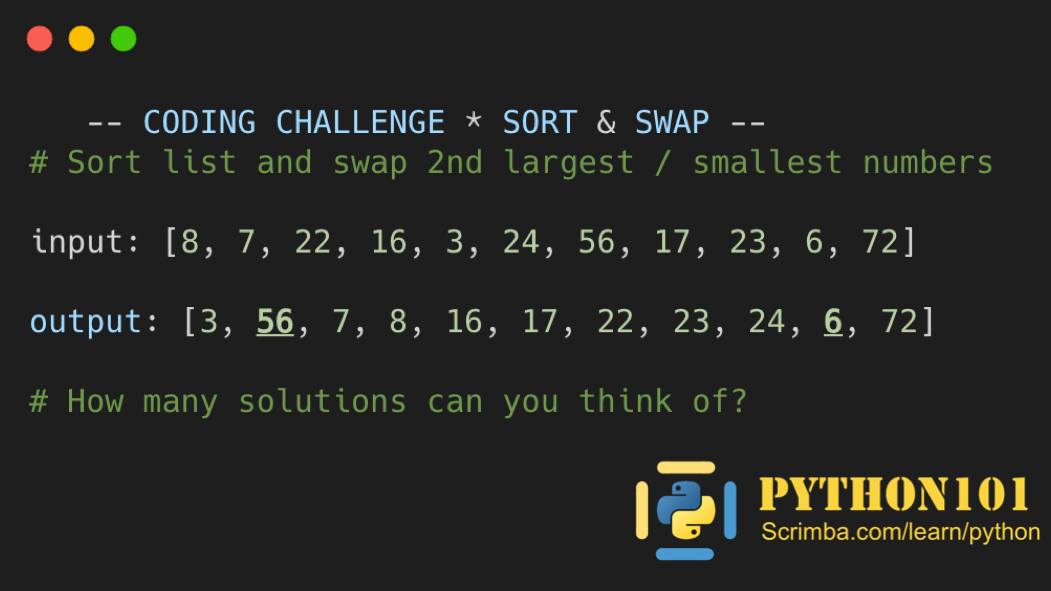 -- CODING CHALLENGE * SORT & SWAP --
# Sort list and swap 2nd largest / smallest numbers
input: [8, 7, 22, 16, 3, 24, 56, 17, 23, 6, 72]
output: [3, 56, 7, 8, 16, 17, 22, 23, 24, 6, 72]
# How many solutions can you think of?
PYTHON101
Scrimba.com/learn/python